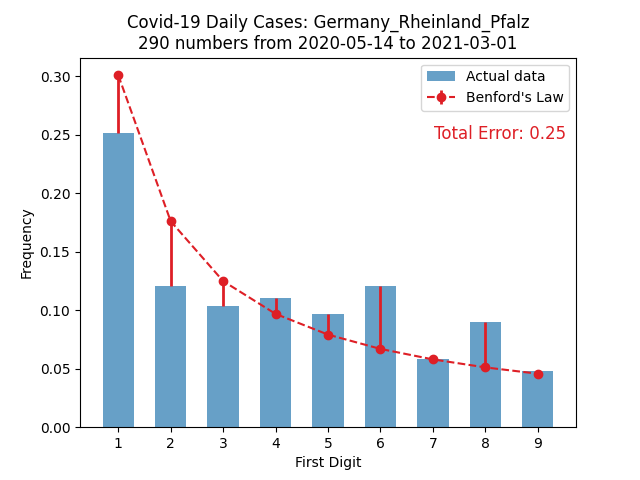 Covid-19 Daily Cases: Germany_Rheinland_Pfalz
290 numbers from 2020-05-14 to 2021-03-01
Actual data
Benford's Law
Total Error: 0.25
Frequency
0.30
0.25
0.20
0.15
0.10
0.05
0.00
1 2 3 4 5 6 7 8 9
First Digit